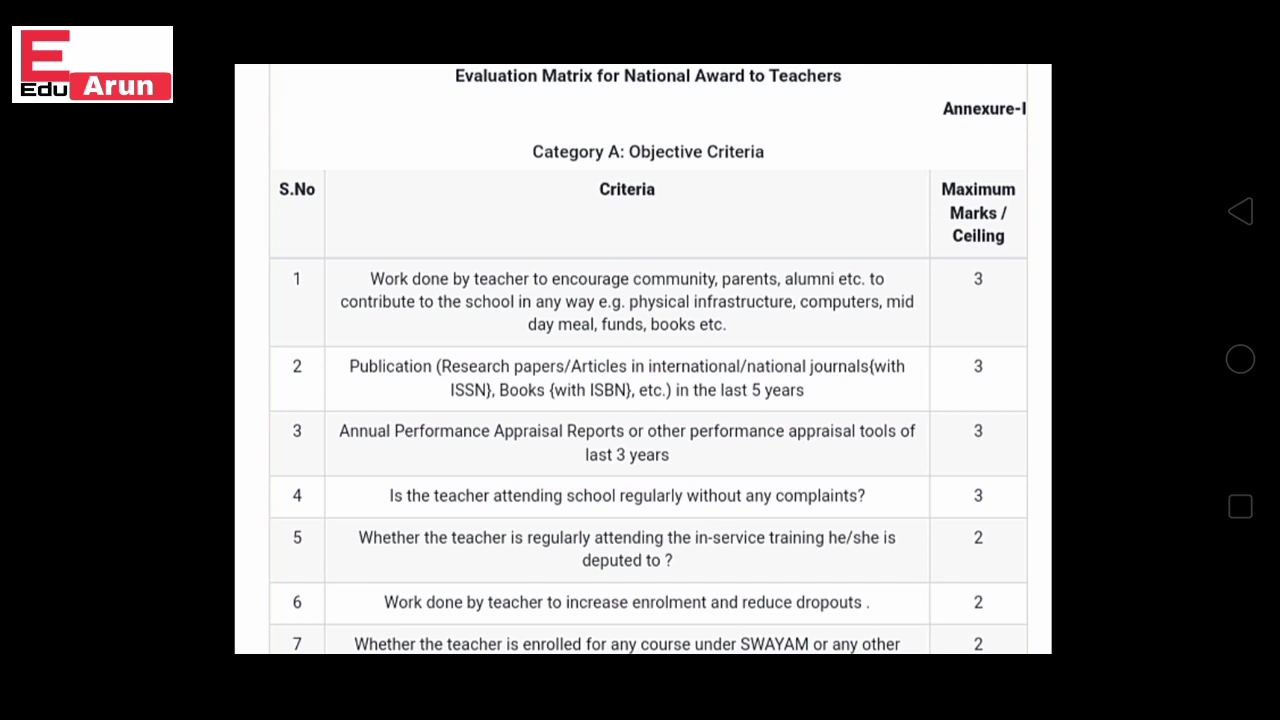 E
Edu Arun
Evaluation Matrix for National Award to Teachers
Annexure-I
Category A: Objective Criteria
S.No Criteria Maximum
Marks /
Ceiling
1 Work done by teacher to encourage community, parents, alumni etc. to 3
contribute to the school in any way e.g. physical infrastructure, computers, mid
day meal, funds, books etc.
2 Publication (Research papers/Articles in international/national journals{with 3
ISSN}, Books {with ISBN}, etc.) in the last 5 years
3 Annual Performance Appraisal Reports or other performance appraisal tools of 3
last 3 years
4 Is the teacher attending school regularly without any complaints? 3
5 Whether the teacher is regularly attending the in-service training he/she is 2
deputed to ?
6 Work done by teacher to increase enrolment and reduce dropouts . 2
7 Whether the teacher is enrolled for any course under SWAYAM or any other 2